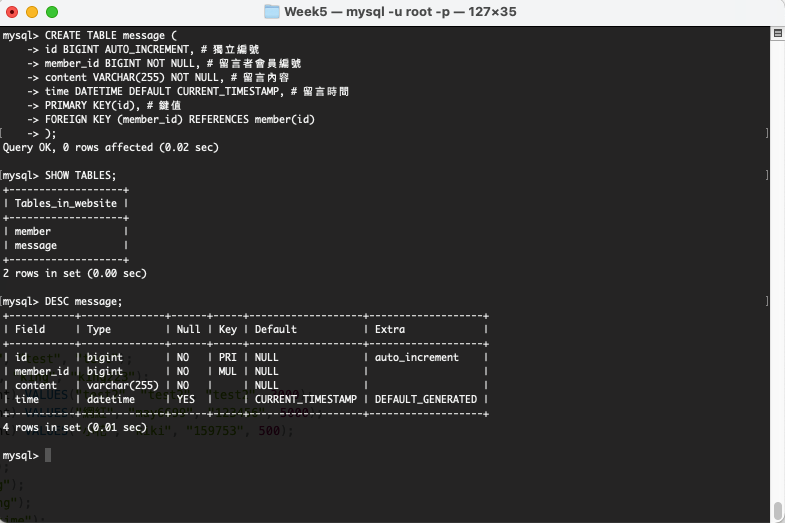 Week5 — mysql -u root -p — 127×35
mysql> CREATE TABLE message (
    -> id BIGINT AUTO_INCREMENT, # 獨立編號
    -> member_id BIGINT NOT NULL, # 留言者會員編號
    -> content VARCHAR(255) NOT NULL, # 留言內容
    -> time DATETIME DEFAULT CURRENT_TIMESTAMP, # 留言時間
    -> PRIMARY KEY(id), # 鍵值
    -> FOREIGN KEY (member_id) REFERENCES member(id)
[    -> ); ]
Query OK, 0 rows affected (0.02 sec)
[mysql> SHOW TABLES; ]
+-------------------+
| Tables_in_website |
+-------------------+
| member            |
| message           |
+-------------------+
2 rows in set (0.00 sec)
[mysql> DESC message; ]
+-----------+--------------+------+-----+-------------------+-------------------+
| Field     | Type         | Null | Key | Default           | Extra             |
+-----------+--------------+------+-----+-------------------+-------------------+
| id        | bigint       | NO   | PRI | NULL              | auto_increment    |
| member_id | bigint       | NO   | MUL | NULL              |                   |
| content   | varchar(255) | NO   |     | NULL              |                   |
| time      | datetime     | YES  |     | CURRENT_TIMESTAMP | DEFAULT_GENERATED |
+-----------+--------------+------+-----+-------------------+-------------------+
4 rows in set (0.01 sec)
"159753", 500);
mysql>